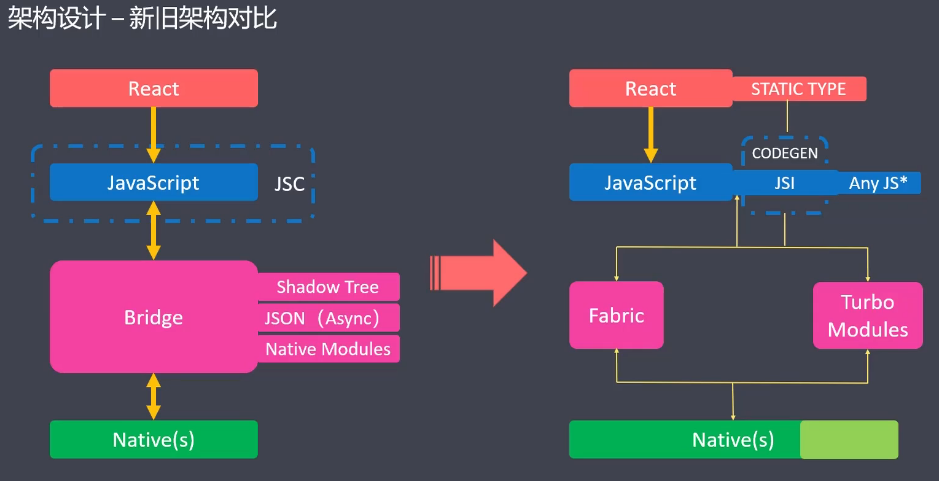 架构设计 – 新旧架构对比
React
JavaScript
JSC
Bridge
Shadow Tree
JSON（Async）
Native Modules
Native(s)
React
STATIC TYPE
CODEGEN
JavaScript
JSI
Any JS*
Fabric
Turbo
Modules
Native(s)